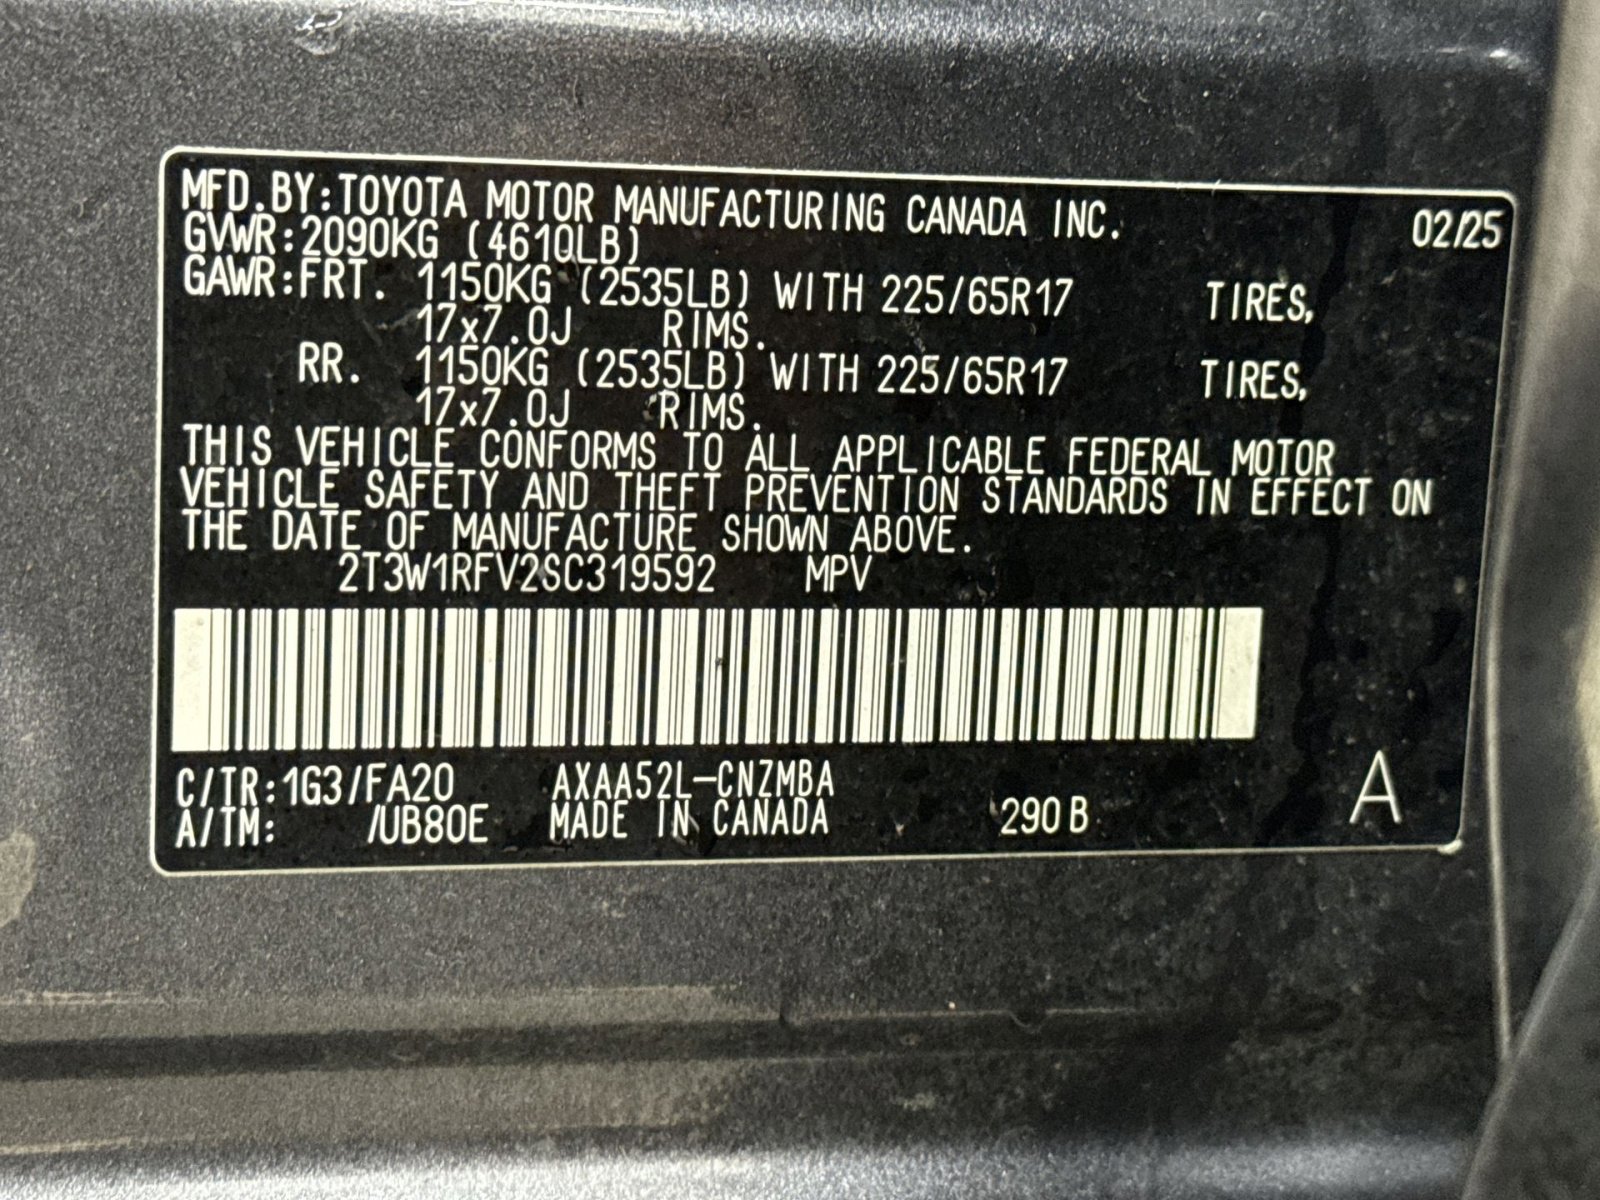 MFD.BY:TOYOTA MOTOR MANUFACTURING CANADA INC. 02/25
GVWR:2090KG (4610LB)
GAWR:FRT. 1150KG (2535LB) WITH 225/65R17 TIRES,
17x7.0J RIMS.
RR. 1150KG (2535LB) WITH 225/65R17 TIRES,
17x7.0J RIMS.
THIS VEHICLE CONFORMS TO ALL APPLICABLE FEDERAL MOTOR
VEHICLE SAFETY AND THEFT PREVENTION STANDARDS IN EFFECT ON
THE DATE OF MANUFACTURE SHOWN ABOVE.
2T3W1RFV2SC319592 MPV
C/TR:1G3/FA20 AXAA52L-CNZMBA
A/TM: /UB80E MADE IN CANADA 290B A